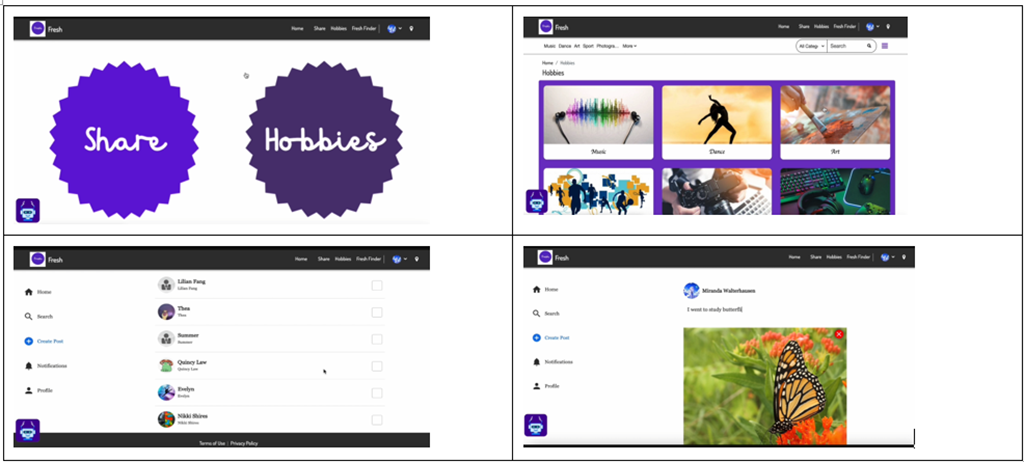 Fresh
Home Share Hobbies Fresh Finder
Share
Hobbies
Fresh
Home Share Hobbies Fresh Finder
Music Dance Art Sport Photogra... More
All Categ Search
Home / Hobbies
Hobbies
Music Dance Art
Fresh
Home Share Hobbies Fresh Finder
Home
Search
Create Post
Notifications
Profile
Lilian Fang
Lilian Fang
Thea
Thea
Summer
Summer
Quincy Law
Quincy Law
Evelyn
Evelyn
Nikki Shires
Nikki Shires
Terms of Use | Privacy Policy
Fresh
Home Share Hobbies Fresh Finder
Home
Search
Create Post
Notifications
Profile
Miranda Walterhausen
I went to study butterfli